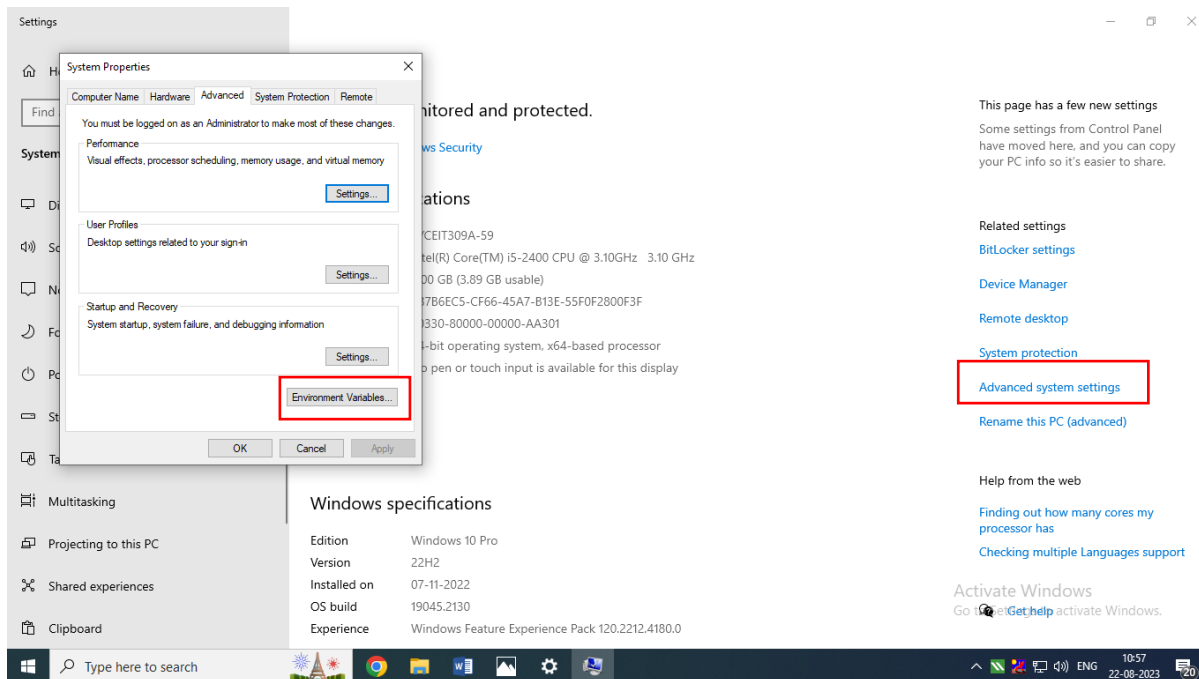 Settings
System Properties
Computer Name Hardware Advanced System Protection Remote
You must be logged on as an Administrator to make most of these changes.
Performance
Visual effects, processor scheduling, memory usage, and virtual memory
Settings...
User Profiles
Desktop settings related to your sign-in
Settings...
Startup and Recovery
System startup, system failure, and debugging information
Settings...
Environment Variables...
OK Cancel Apply
Find
System
Multitasking
Projecting to this PC
Shared experiences
Clipboard
nitored and protected.
ws Security
ations
CEIT309A-59
tel(R) Core(TM) i5-2400 CPU @ 3.10GHz 3.10 GHz
00 GB (3.89 GB usable)
37B6EC5-CF66-45A7-B13E-55F0F2800F3F
0330-80000-00000-AA301
-bit operating system, x64-based processor
o pen or touch input is available for this display
Windows specifications
Edition Windows 10 Pro
Version 22H2
Installed on 07-11-2022
OS build 19045.2130
Experience Windows Feature Experience Pack 120.2212.4180.0
This page has a few new settings
Some settings from Control Panel
have moved here, and you can copy
your PC info so it's easier to share.
Related settings
BitLocker settings
Device Manager
Remote desktop
System protection
Advanced system settings
Rename this PC (advanced)
Help from the web
Finding out how many cores my
processor has
Checking multiple Languages support
Activate Windows
Go to Settings to activate Windows.
Get help
Type here to search
ENG
10:57
22-08-2023
20